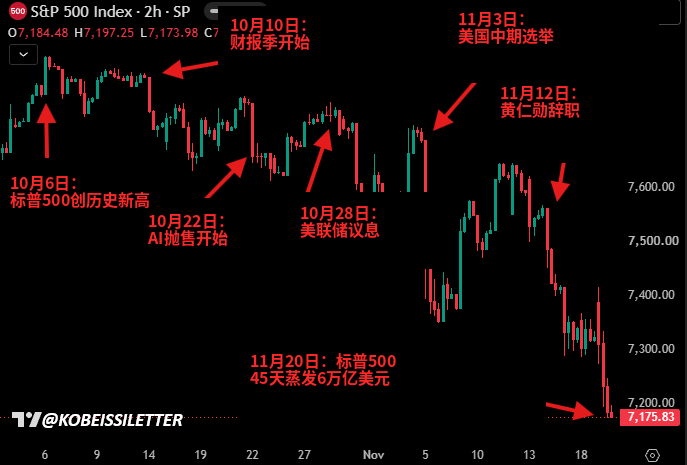 500 S&P 500 Index · 2h · SP
O7,184.48 H7,197.25 L7,173.98 C7
10月10日：
财报季开始
11月3日：
美国中期选举
11月12日：
黄仁勋辞职
10月6日：
标普500创历史新高
10月22日：
AI抛售开始
10月28日：
美联储议息
11月20日：标普500
45天蒸发6万亿美元
7,600.00
7,500.00
7,400.00
7,300.00
7,200.00
7,175.83
@KOBEISSILETTER
6 9 14 17 22 27 Nov 5 10 13 18